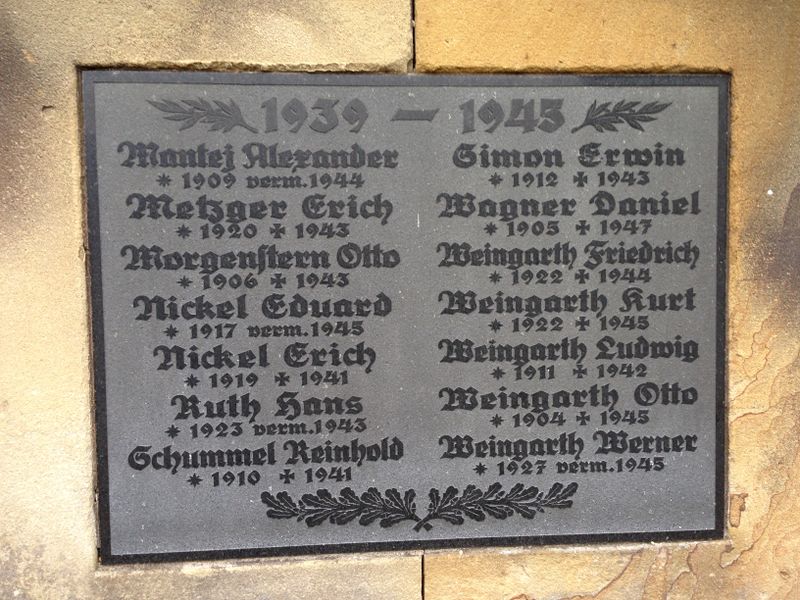 1939 — 1945
Mantej Alexander
* 1909 verm. 1944
Metzger Erich
* 1920 ✠ 1943
Morgenſtern Otto
* 1906 ✠ 1943
Nickel Eduard
* 1917 verm. 1945
Nickel Erich
* 1919 ✠ 1941
Ruth Hans
* 1923 verm. 1943
Schummel Reinhold
* 1910 ✠ 1941
Simon Erwin
* 1912 ✠ 1943
Wagner Daniel
* 1905 ✠ 1947
Weingarth Friedrich
* 1922 ✠ 1944
Weingarth Kurt
* 1922 ✠ 1945
Weingarth Ludwig
* 1911 ✠ 1942
Weingarth Otto
* 1904 ✠ 1945
Weingarth Werner
* 1927 verm. 1945